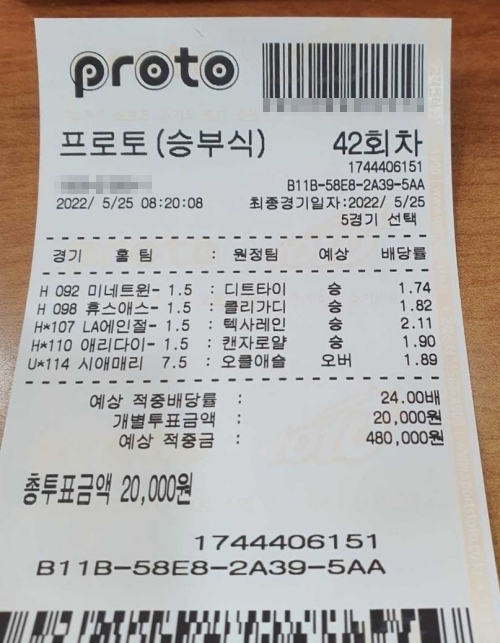 proto
프로토(승부식) 42회차
1744406151
B11B-58E8-2A39-5AA
2022/ 5/25 08:20:08 최종경기일자:2022/ 5/25
5경기 선택
경기 홈 팀 : 원정팀 예상 배당률
H 092 미네트윈- 1.5 : 디트타이 승 1.74
H 098 휴스애스- 1.5 : 클리가디 승 1.82
H*107 LA에인절- 1.5 : 텍사레인 승 2.11
H*110 애리다이- 1.5 : 캔자로얄 승 1.90
U*114 시애매리 7.5 : 오클애슬 오버 1.89
예상 적중배당률 : 24.00배
개별투표금액 : 20,000원
예상 적중금 : 480,000원
총투표금액 20,000원
1744406151
B11B-58E8-2A39-5AA